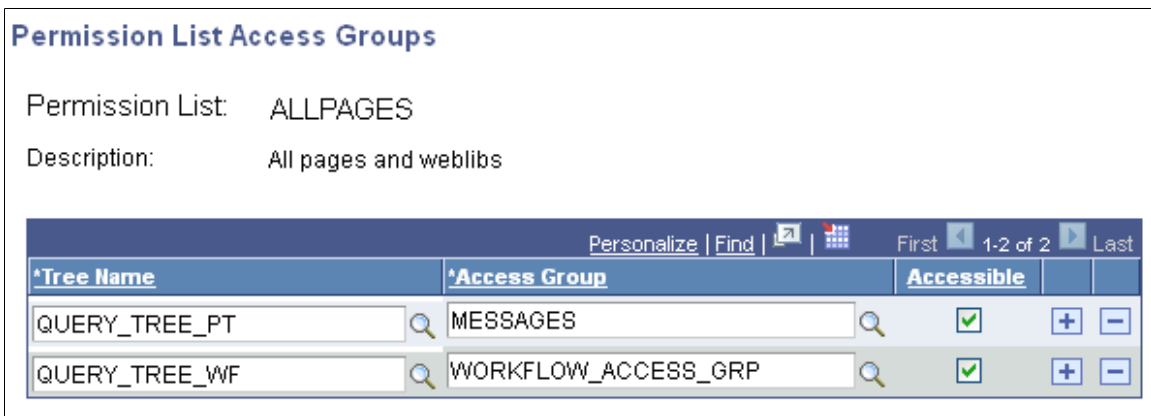 Permission List Access Groups
Permission List: ALLPAGES
Description: All pages and weblibs
Personalize | Find | | First 1-2 of 2 Last
*Tree Name *Access Group Accessible
QUERY_TREE_PT MESSAGES
QUERY_TREE_WF WORKFLOW_ACCESS_GRP